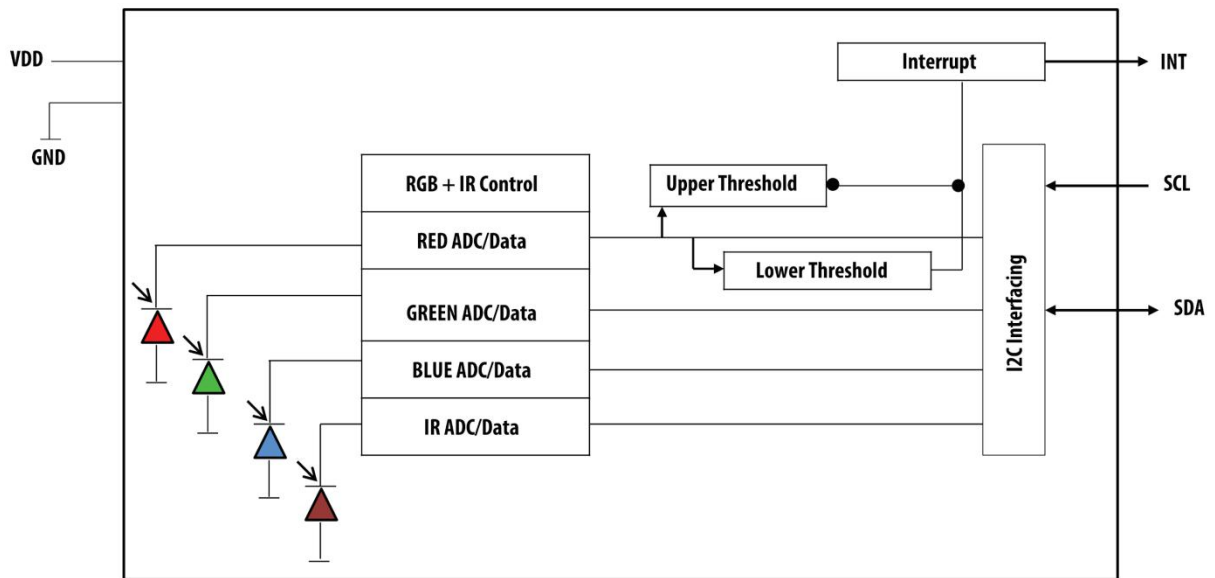 VDD
GND
Interrupt
INT
RGB + IR Control
Upper Threshold
SCL
RED ADC/Data
Lower Threshold
GREEN ADC/Data
SDA
I2C Interfacing
BLUE ADC/Data
IR ADC/Data